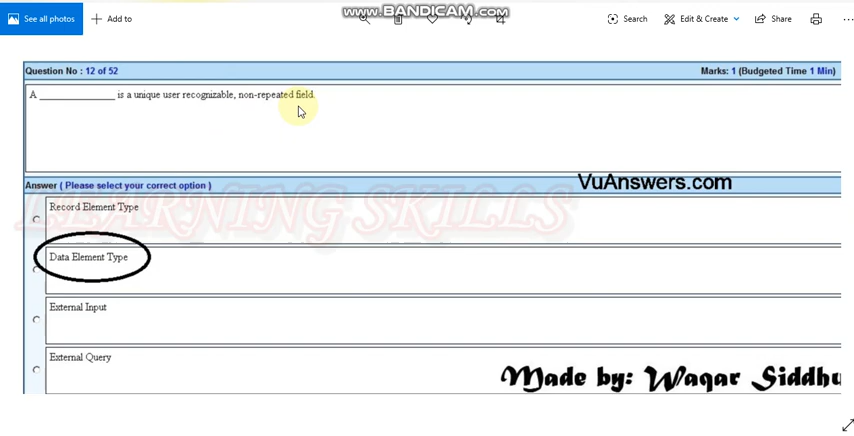 www.BANDICAM.com
See all photos
Add to
Search
Edit & Create
Share
Question No : 12 of 52
Marks: 1 (Budgeted Time 1 Min)
A _______________ is a unique user recognizable, non-repeated field.
Answer ( Please select your correct option )
VuAnswers.com
LEARNING SKILLS
Record Element Type
Data Element Type
External Input
External Query
Made by: Waqar Siddhu